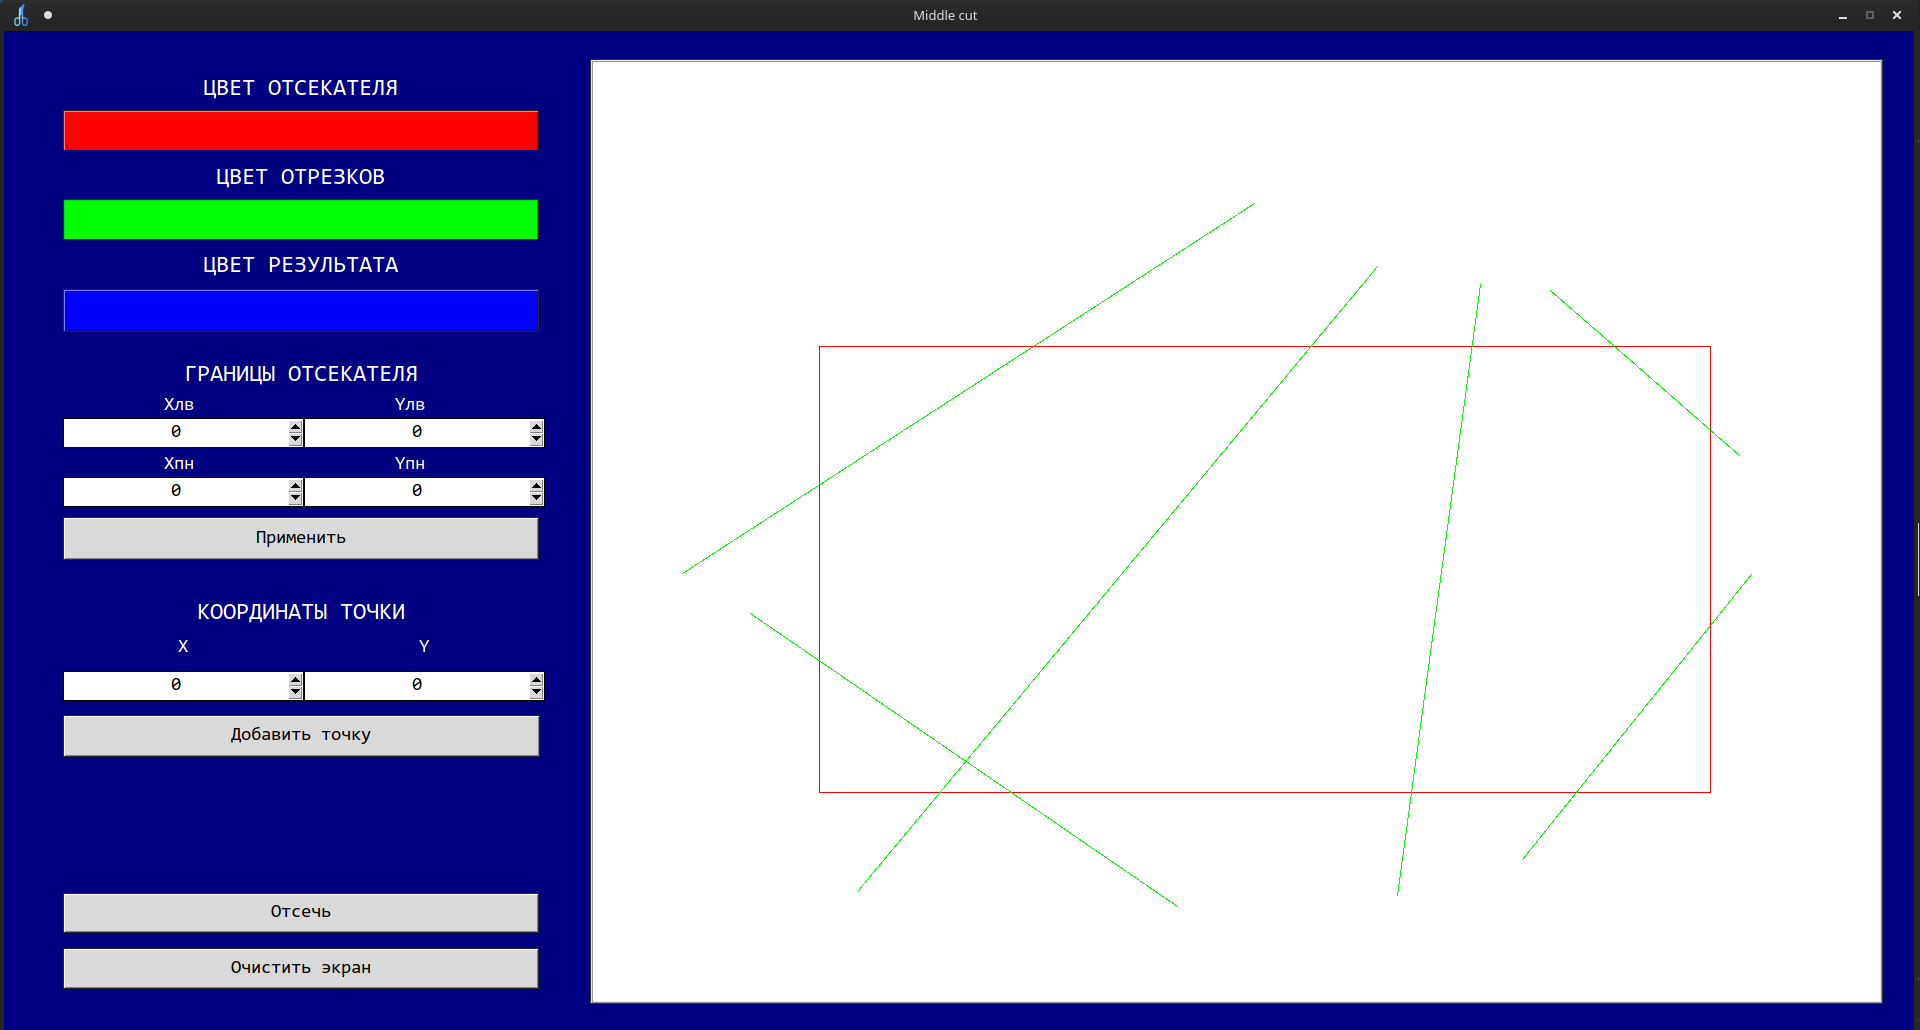 Middle cut
ЦВЕТ ОТСЕКАТЕЛЯ
ЦВЕТ ОТРЕЗКОВ
ЦВЕТ РЕЗУЛЬТАТА
ГРАНИЦЫ ОТСЕКАТЕЛЯ
Xлв Yлв
0 0
Xпн Yпн
0 0
Применить
КООРДИНАТЫ ТОЧКИ
X Y
0 0
Добавить точку
Отсечь
Очистить экран